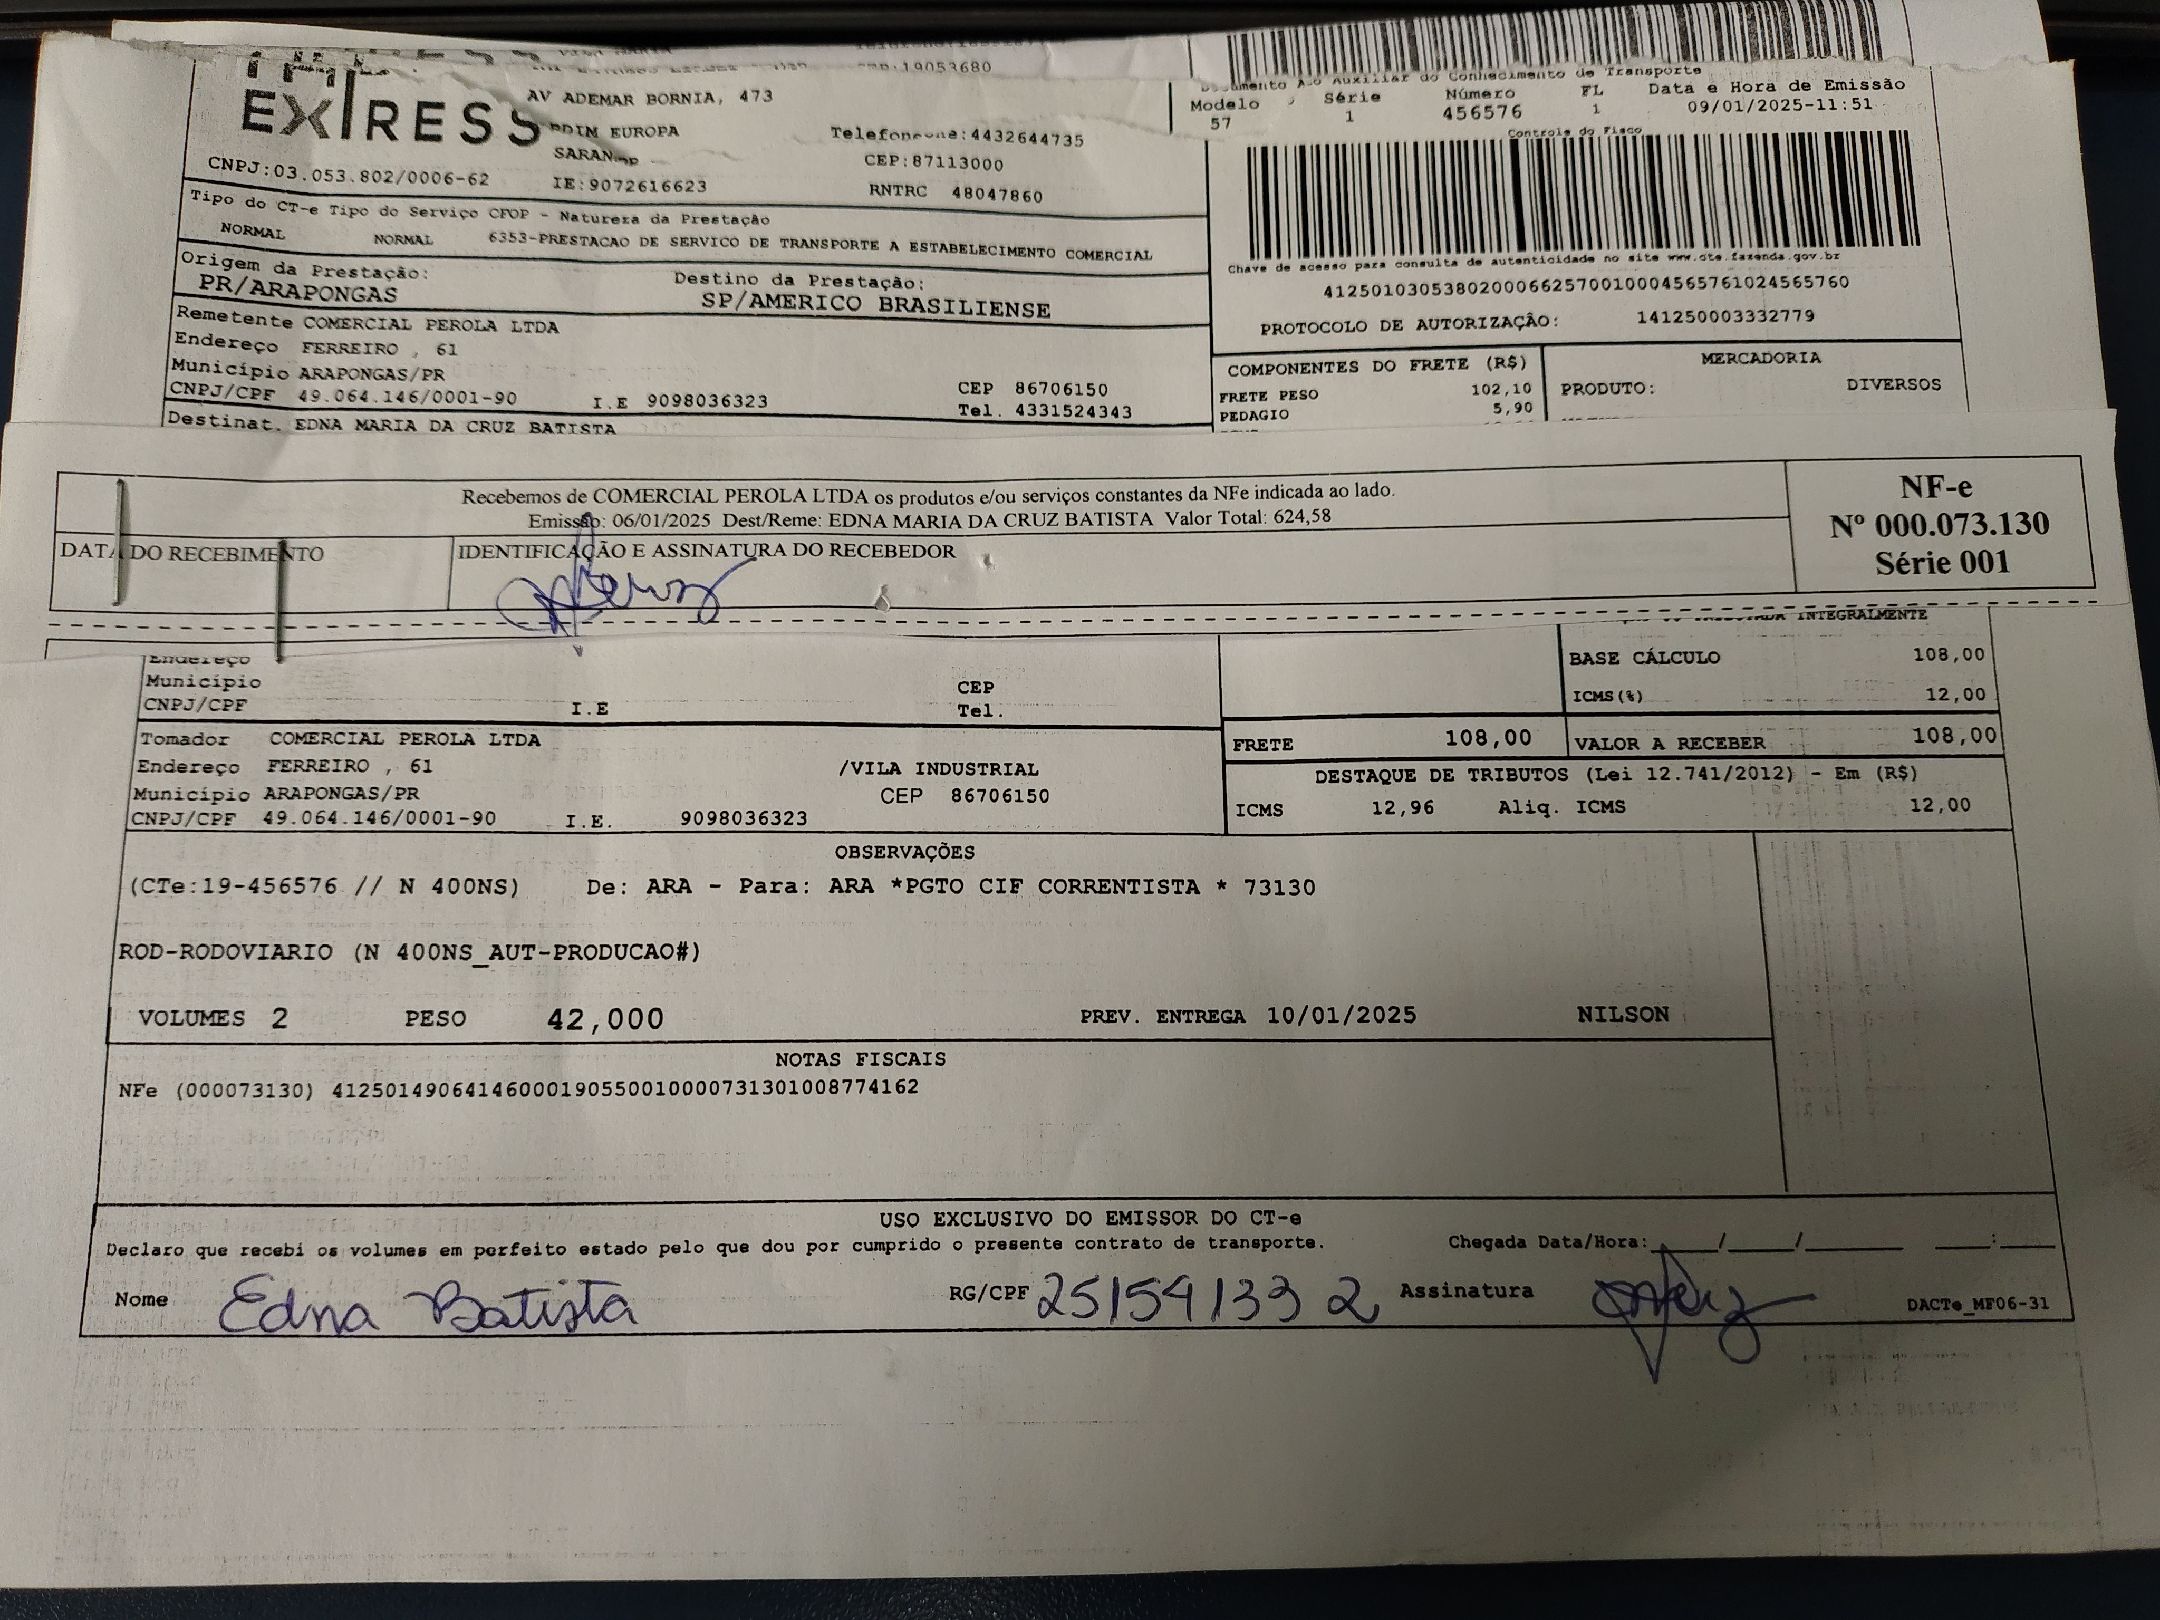 CEP:19053680
EXPRESS
AV ADEMAR BORNIA, 473
EUROPA
Telefone:4432644735
CEP:87113000
CNPJ:03.053.802/0006-62
IE:9072616623
RNTRC 48047860
Documento Auxiliar do Conhecimento de Transporte
Modelo Série Número FL Data e Hora de Emissão
57 1 456576 1 09/01/2025-11:51
Controle do Fisco
Chave de acesso para consulta de autenticidade no site www.cte.fazenda.gov.br
41250103053802000662570010004565761024565760
PROTOCOLO DE AUTORIZAÇÃO: 141250003332779
Tipo do CT-e Tipo do Serviço CFOP - Natureza da Prestação
NORMAL NORMAL 6353-PRESTACAO DE SERVICO DE TRANSPORTE A ESTABELECIMENTO COMERCIAL
Origem da Prestação: Destino da Prestação:
PR/ARAPONGAS SP/AMERICO BRASILIENSE
Remetente COMERCIAL PEROLA LTDA
Endereço FERREIRO , 61
Município ARAPONGAS/PR CEP 86706150
CNPJ/CPF 49.064.146/0001-90 I.E 9098036323 Tel. 4331524343
Destinat. EDNA MARIA DA CRUZ BATISTA
COMPONENTES DO FRETE (R$) MERCADORIA
FRETE PESO 102,10 PRODUTO: DIVERSOS
PEDAGIO 5,90
Recebemos de COMERCIAL PEROLA LTDA os produtos e/ou serviços constantes da NFe indicada ao lado.
Emissão: 06/01/2025 Dest/Reme: EDNA MARIA DA CRUZ BATISTA Valor Total: 624,58
DATA DO RECEBIMENTO IDENTIFICAÇÃO E ASSINATURA DO RECEBEDOR
NF-e
Nº 000.073.130
Série 001
INTEGRALMENTE
Endereço
Município CEP
CNPJ/CPF I.E Tel.
BASE CÁLCULO 108,00
ICMS(%) 12,00
Tomador COMERCIAL PEROLA LTDA
Endereço FERREIRO , 61 /VILA INDUSTRIAL
Município ARAPONGAS/PR CEP 86706150
CNPJ/CPF 49.064.146/0001-90 I.E. 9098036323
FRETE 108,00 VALOR A RECEBER 108,00
DESTAQUE DE TRIBUTOS (Lei 12.741/2012) - Em (R$)
ICMS 12,96 Aliq. ICMS 12,00
OBSERVAÇÕES
(CTe:19-456576 // N 400NS) De: ARA - Para: ARA *PGTO CIF CORRENTISTA * 73130
ROD-RODOVIARIO (N 400NS_AUT-PRODUCAO#)
VOLUMES 2 PESO 42,000 PREV. ENTREGA 10/01/2025 NILSON
NOTAS FISCAIS
NFe (000073130) 41250149064146000190550010000731301008774162
USO EXCLUSIVO DO EMISSOR DO CT-e
Declaro que recebi os volumes em perfeito estado pelo que dou por cumprido o presente contrato de transporte. Chegada Data/Hora:____/____/______ ____:____
Nome Edna Batista RG/CPF 25159133 2 Assinatura DACTe_MF06-31